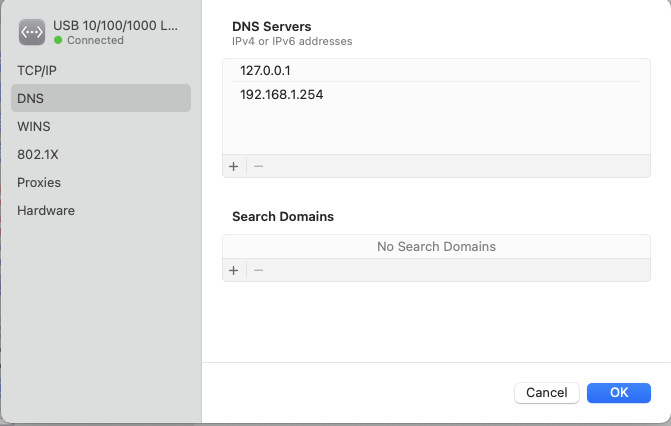 USB 10/100/1000 L...
Connected
TCP/IP
DNS
WINS
802.1X
Proxies
Hardware
DNS Servers
IPv4 or IPv6 addresses
127.0.0.1
192.168.1.254
+ −
Search Domains
No Search Domains
+ −
Cancel OK